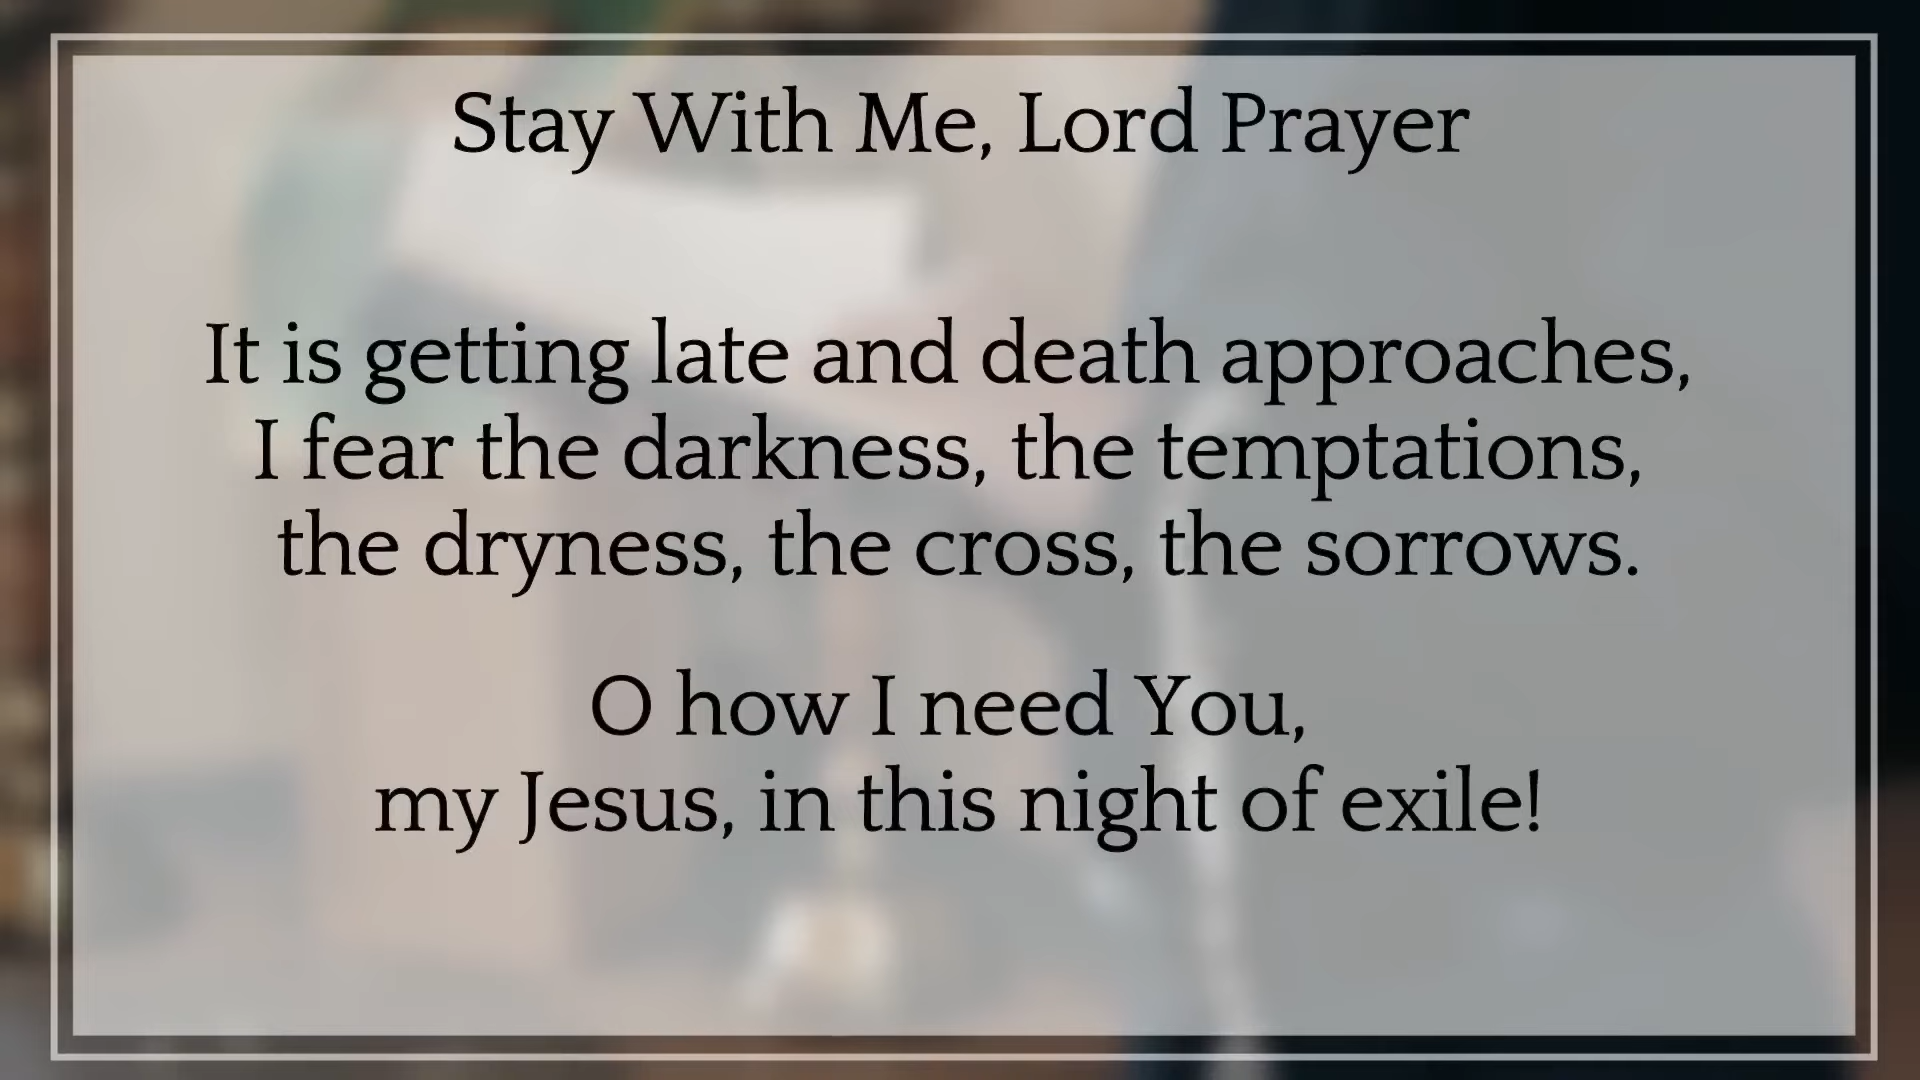 Stay With Me, Lord Prayer
It is getting late and death approaches,
I fear the darkness, the temptations,
the dryness, the cross, the sorrows.
O how I need You,
my Jesus, in this night of exile!